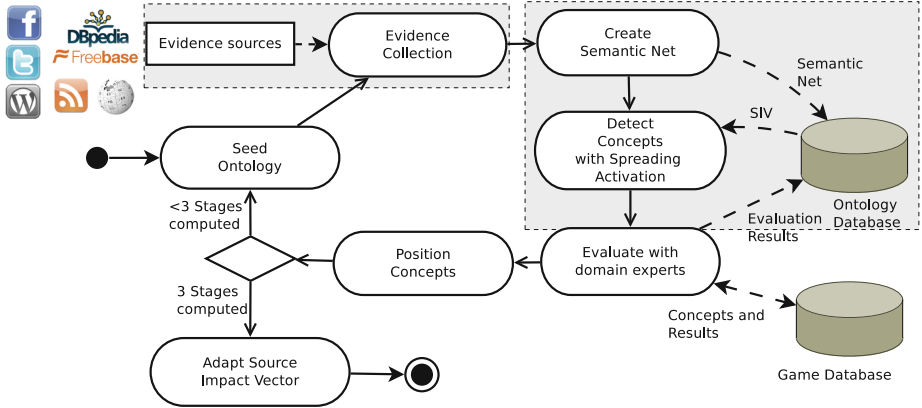 f
DBpedia
Freebase
t
W
Evidence sources
Evidence
Collection
Create
Semantic Net
Semantic
Net
SIV
Detect
Concepts
with Spreading
Activation
Seed
Ontology
<3 Stages
computed
Ontology
Database
Evaluation
Results
Position
Concepts
Evaluate with
domain experts
3 Stages
computed
Concepts and
Results
Adapt Source
Impact Vector
Game Database